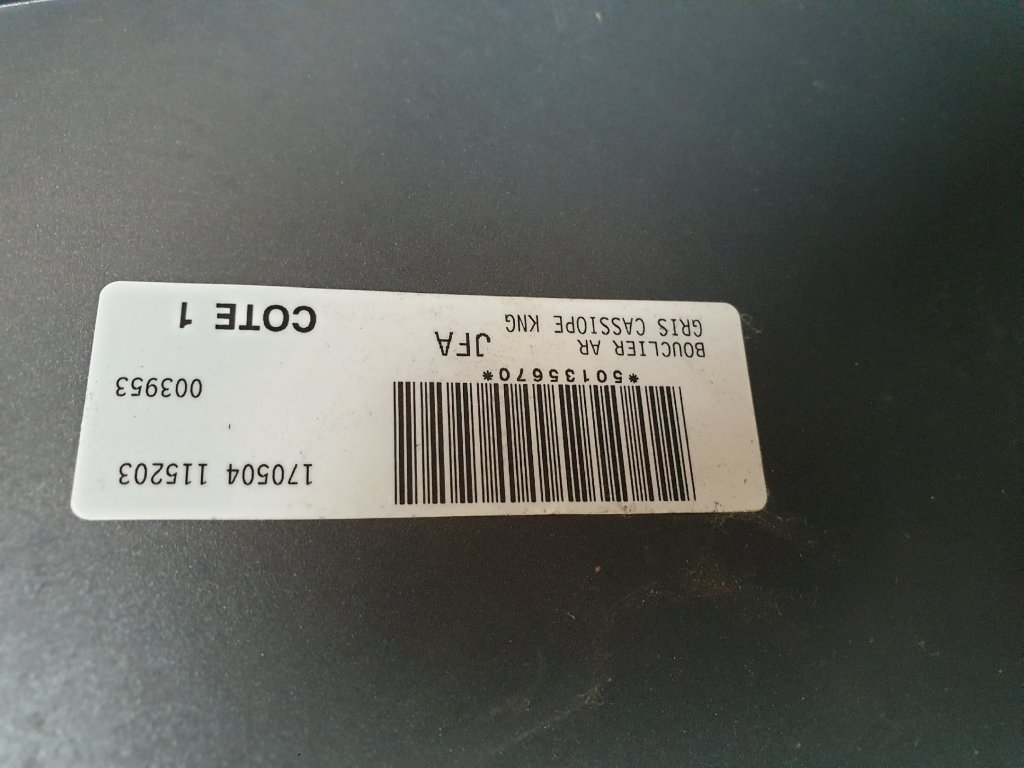 170504 115203
*50135670*
003953
BOUCLIER AR
JFA
GRIS CASSIOPE KNG
COTE 1